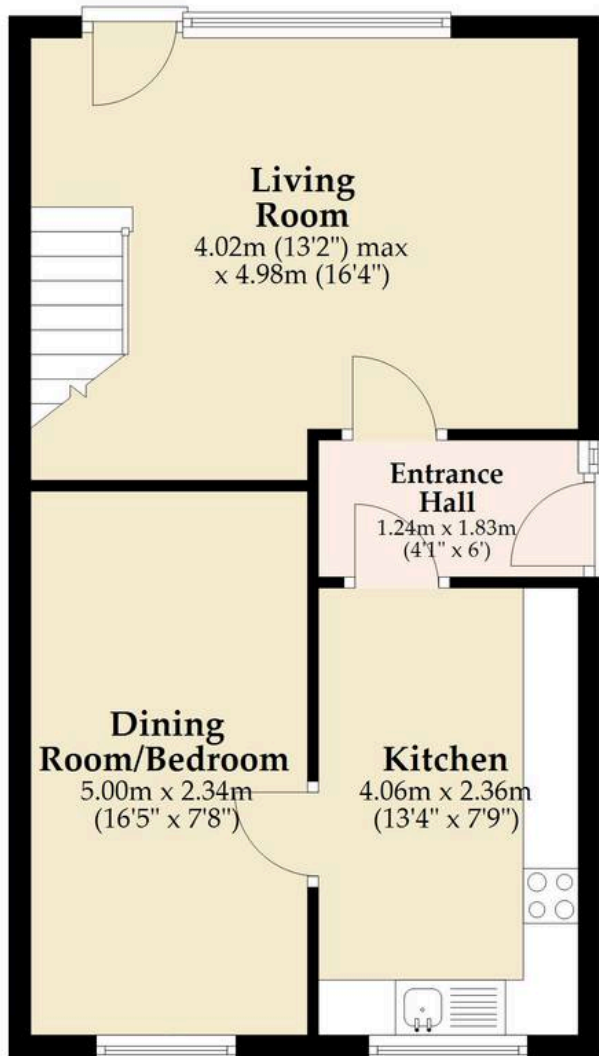 Living
Room
4.02m (13'2") max
x 4.98m (16'4")
Entrance
Hall
1.24m x 1.83m
(4'1" x 6')
Dining
Room/Bedroom
5.00m x 2.34m
(16'5" x 7'8")
Kitchen
4.06m x 2.36m
(13'4" x 7'9")